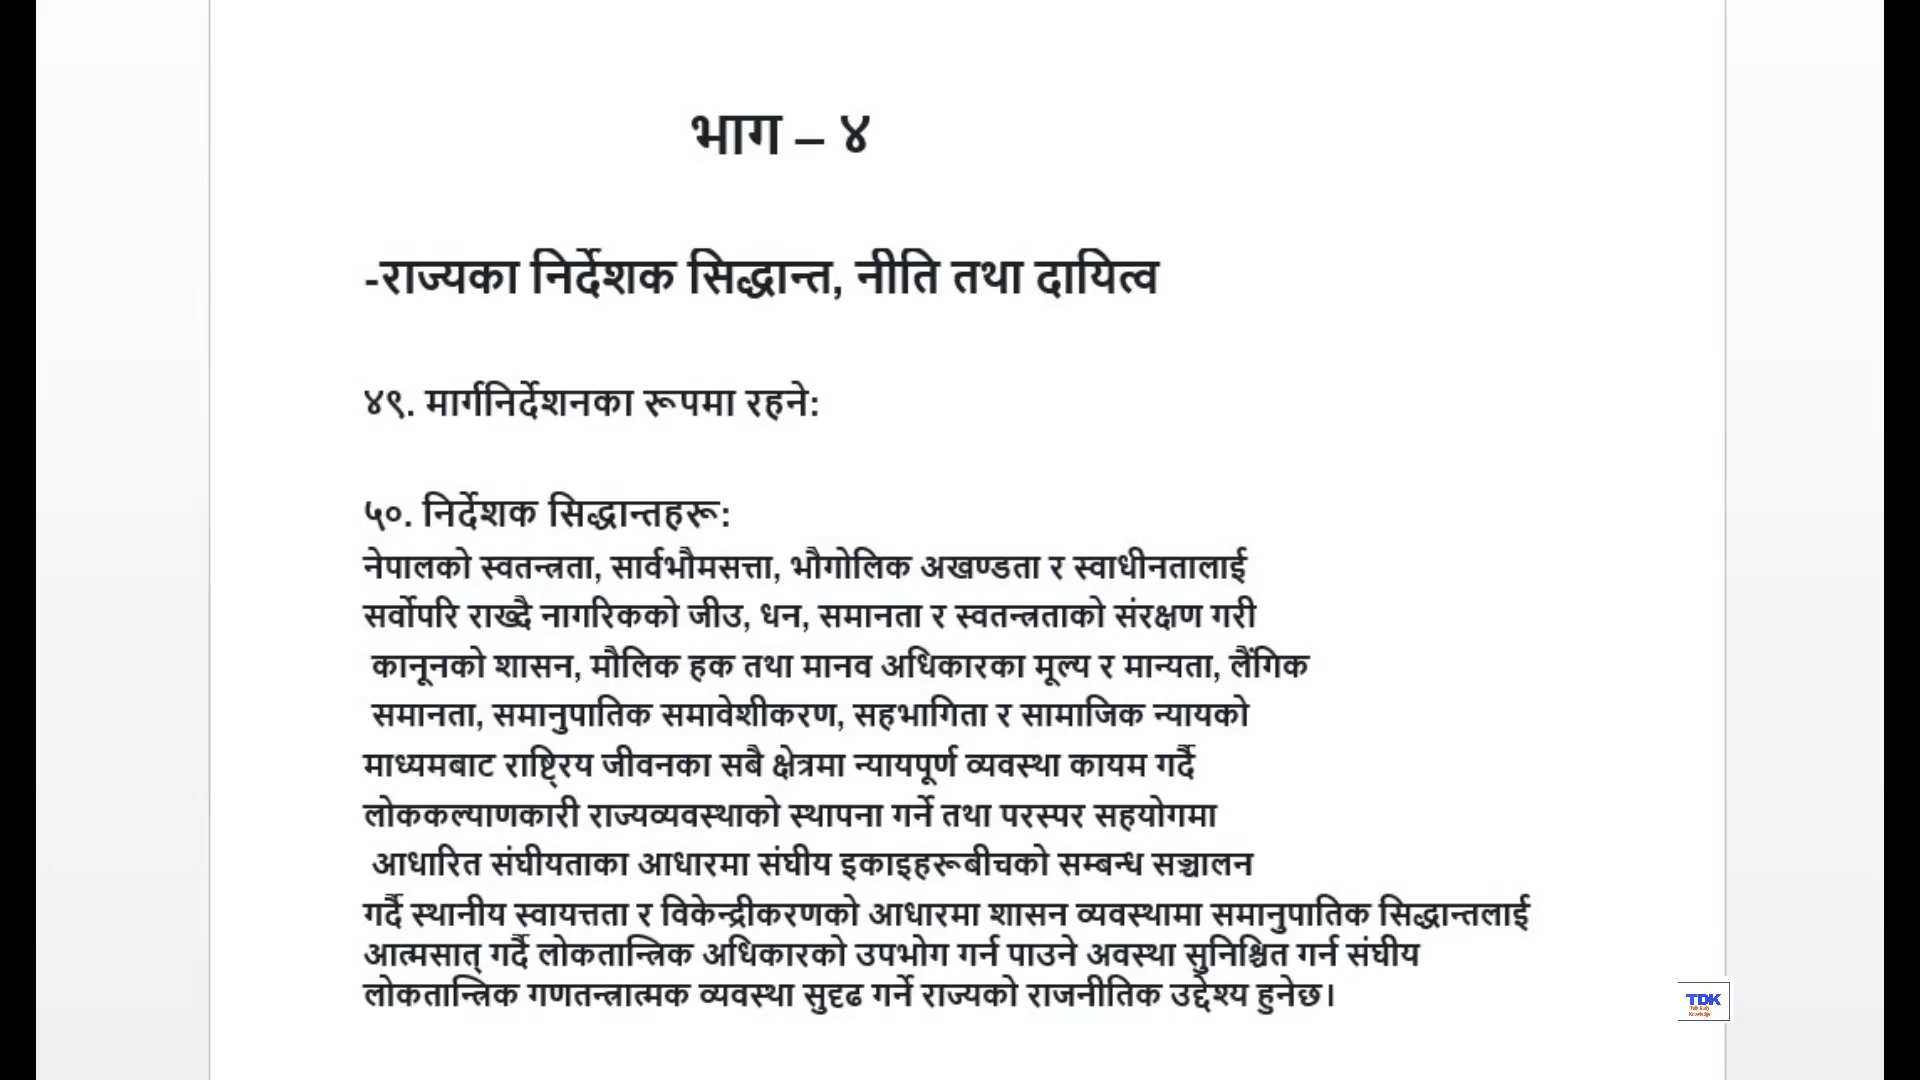 भाग – ४
-राज्यका निर्देशक सिद्धान्त, नीति तथा दायित्व
४९. मार्गनिर्देशनका रूपमा रहने:
५०. निर्देशक सिद्धान्तहरू:
नेपालको स्वतन्त्रता, सार्वभौमसत्ता, भौगोलिक अखण्डता र स्वाधीनतालाई
सर्वोपरि राख्दै नागरिकको जीउ, धन, समानता र स्वतन्त्रताको संरक्षण गरी
कानूनको शासन, मौलिक हक तथा मानव अधिकारका मूल्य र मान्यता, लैंगिक
समानता, समानुपातिक समावेशीकरण, सहभागिता र सामाजिक न्यायको
माध्यमबाट राष्ट्रिय जीवनका सबै क्षेत्रमा न्यायपूर्ण व्यवस्था कायम गर्दै
लोककल्याणकारी राज्यव्यवस्थाको स्थापना गर्ने तथा परस्पर सहयोगमा
आधारित संघीयताका आधारमा संघीय इकाइहरूबीचको सम्बन्ध सञ्चालन
गर्दै स्थानीय स्वायत्तता र विकेन्द्रीकरणको आधारमा शासन व्यवस्थामा समानुपातिक सिद्धान्तलाई
आत्मसात् गर्दै लोकतान्त्रिक अधिकारको उपभोग गर्न पाउने अवस्था सुनिश्चित गर्न संघीय
लोकतान्त्रिक गणतन्त्रात्मक व्यवस्था सुदृढ गर्ने राज्यको राजनीतिक उद्देश्य हुनेछ।
TDK